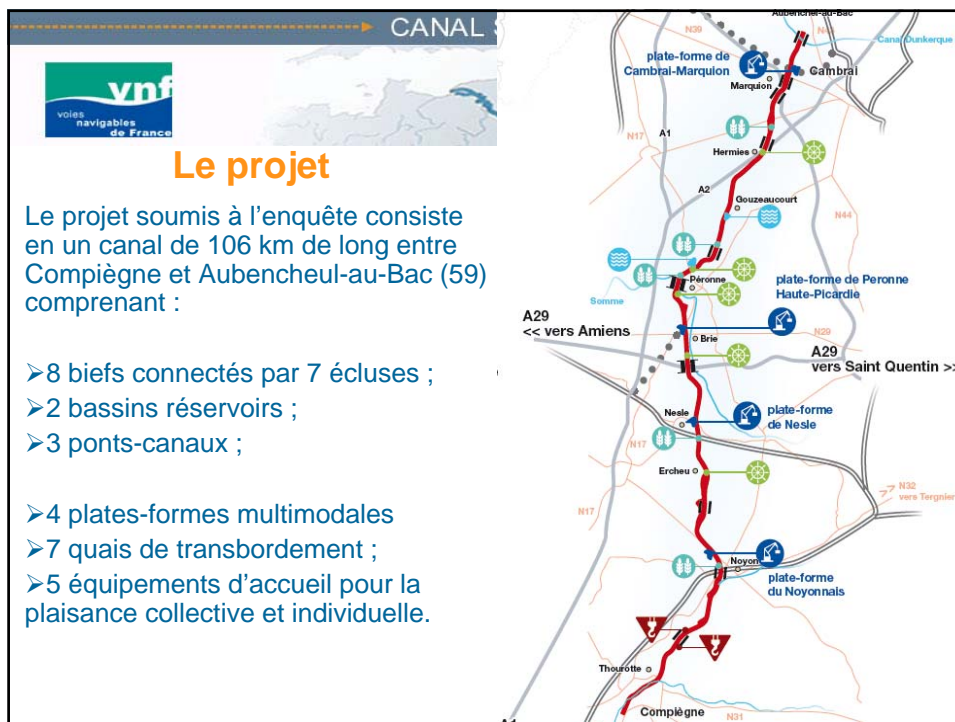 CANAL S
vnf
voies
navigables
de France
Le projet
Le projet soumis à l’enquête consiste
en un canal de 106 km de long entre
Compiègne et Aubencheul-au-Bac (59)
comprenant :
➢8 biefs connectés par 7 écluses ;
➢2 bassins réservoirs ;
➢3 ponts-canaux ;
➢4 plates-formes multimodales
➢7 quais de transbordement ;
➢5 équipements d’accueil pour la
plaisance collective et individuelle.
Aubencheul-au-Bac
N39
N43
Canal Dunkerque
plate-forme de
Cambrai-Marquion
Cambrai
Marquion
N17
A1
Hermies
A2
Gouzeaucourt
N44
Péronne
plate-forme de Peronne
Haute-Picardie
Somme
A29
<< vers Amiens
N29
Brie
A29
vers Saint Quentin >>
Nesle
plate-forme
de Nesle
N17
Ercheu
N32
vers Tergnier
N17
Noyon
plate-forme
du Noyonnais
Thourotte
Compiègne
N31
A1